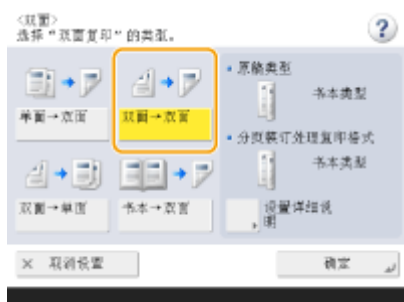 <双面>
选择“双面复印”的类型。
单面→双面
双面→双面
双面→单面
书本→双面
• 原稿类型
书本类型
• 分页装订处理复印格式
书本类型
设置详细说
明
× 取消设置
确定